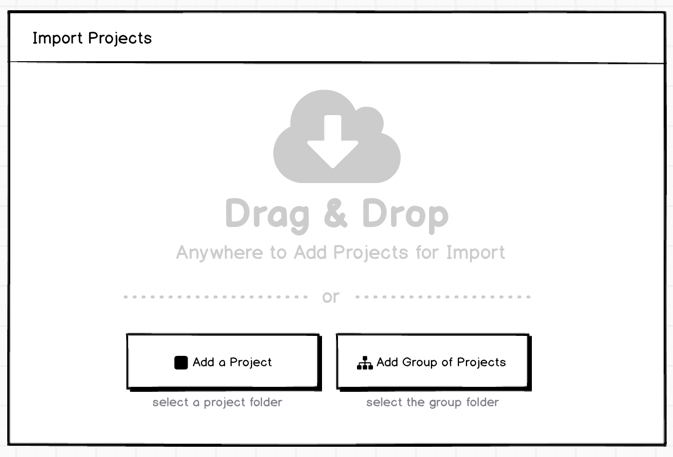 Import Projects
Drag & Drop
Anywhere to Add Projects for Import
or
Add a Project
Add Group of Projects
select a project folder
select the group folder